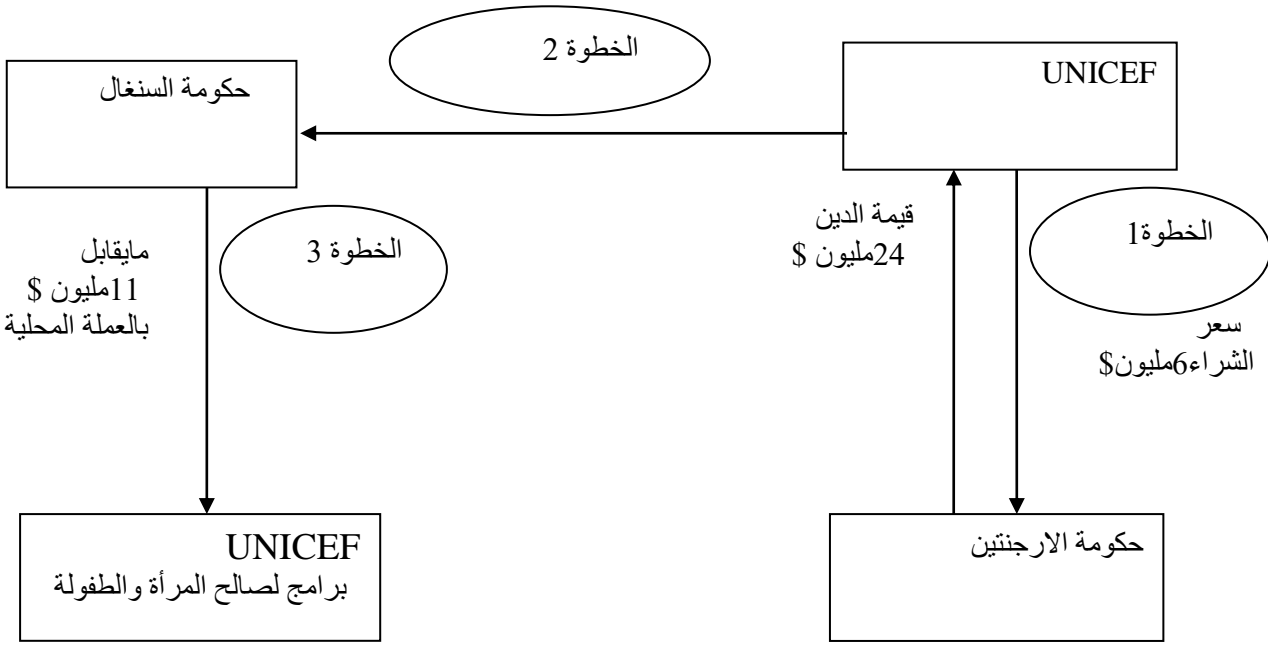 الخطوة 2
UNICEF
حكومة السنغال
الخطوة1
قيمة الدين
24مليون $
الخطوة 3
مايقابل
11مليون $
بالعملة المحلية
سعر
الشراء6مليون$
حكومة الارجنتين
UNICEF
برامج لصالح المرأة والطفولة